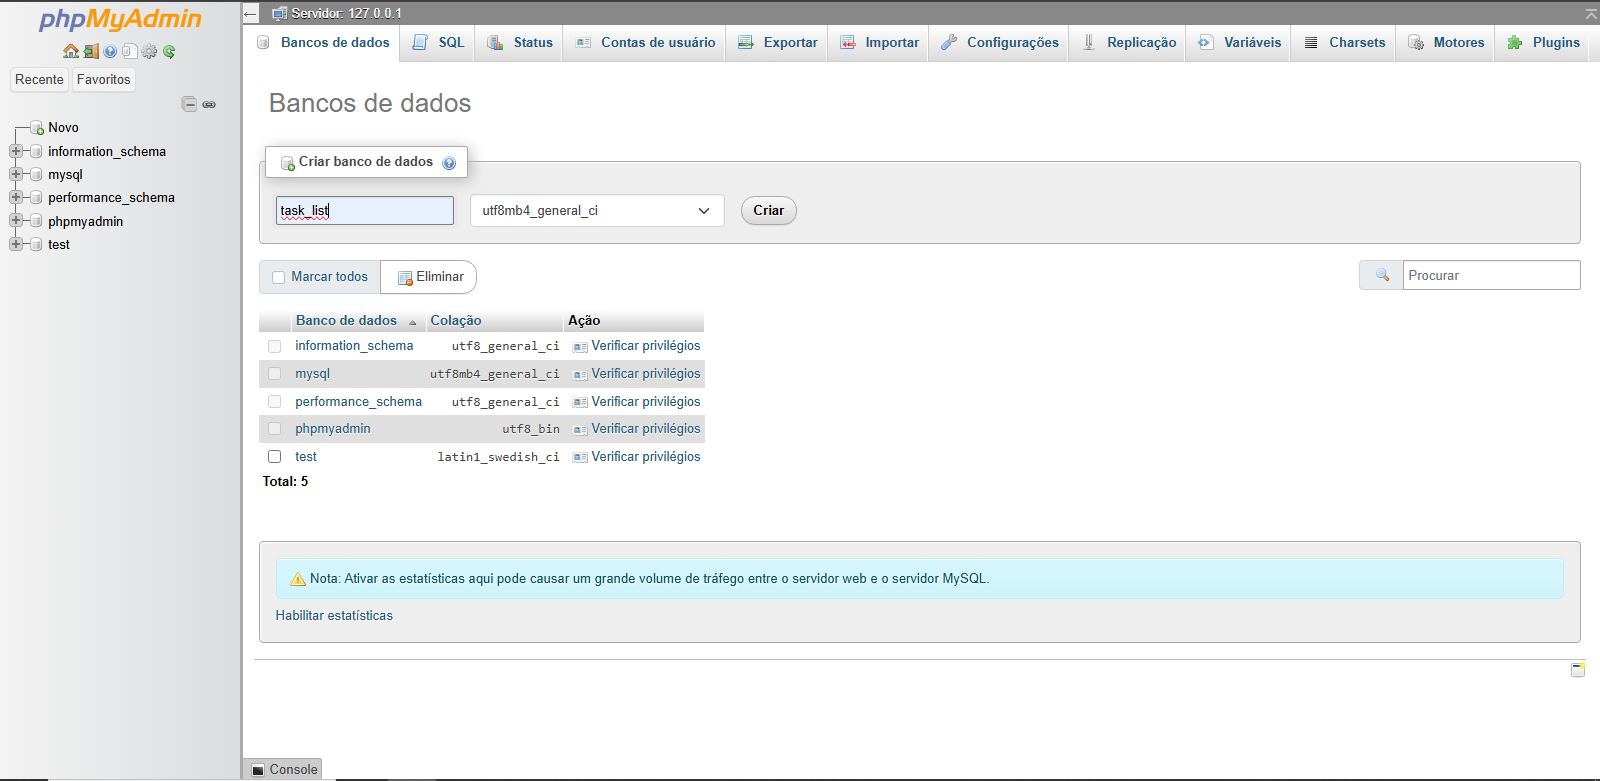 phpMyAdmin
Recente Favoritos
Novo
information_schema
mysql
performance_schema
phpmyadmin
test
Servidor: 127.0.0.1
Bancos de dados SQL Status Contas de usuário Exportar Importar Configurações Replicação Variáveis Charsets Motores Plugins
Bancos de dados
Criar banco de dados
task_list utf8mb4_general_ci Criar
Marcar todos Eliminar Procurar
Banco de dados Colação Ação
information_schema utf8_general_ci Verificar privilégios
mysql utf8mb4_general_ci Verificar privilégios
performance_schema utf8_general_ci Verificar privilégios
phpmyadmin utf8_bin Verificar privilégios
test latin1_swedish_ci Verificar privilégios
Total: 5
Nota: Ativar as estatísticas aqui pode causar um grande volume de tráfego entre o servidor web e o servidor MySQL.
Habilitar estatísticas
Console